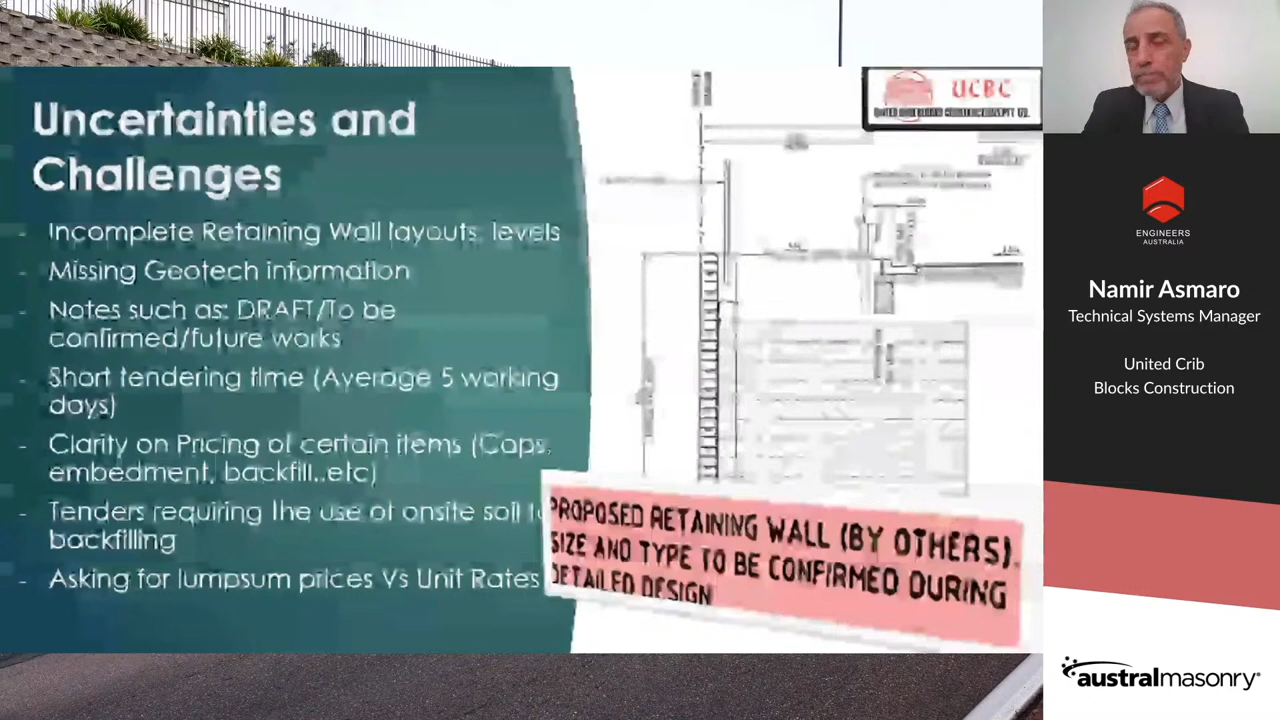 Uncertainties and
Challenges
- Incomplete Retaining Wall layouts, levels
- Missing Geotech information
- Notes such as: DRAFT/To be
confirmed/future works
- Short tendering time (Average 5 working
days)
- Clarity on Pricing of certain items (Caps,
embedment, backfill..etc)
- Tenders requiring the use of onsite soil
backfilling
- Asking for lumpsum prices Vs Unit Rates
UCBC
PROPOSED RETAINING WALL (BY OTHERS).
SIZE AND TYPE TO BE CONFIRMED DURING
DETAILED DESIGN
ENGINEERS
AUSTRALIA
Namir Asmaro
Technical Systems Manager
United Crib
Blocks Construction
australmasonry®